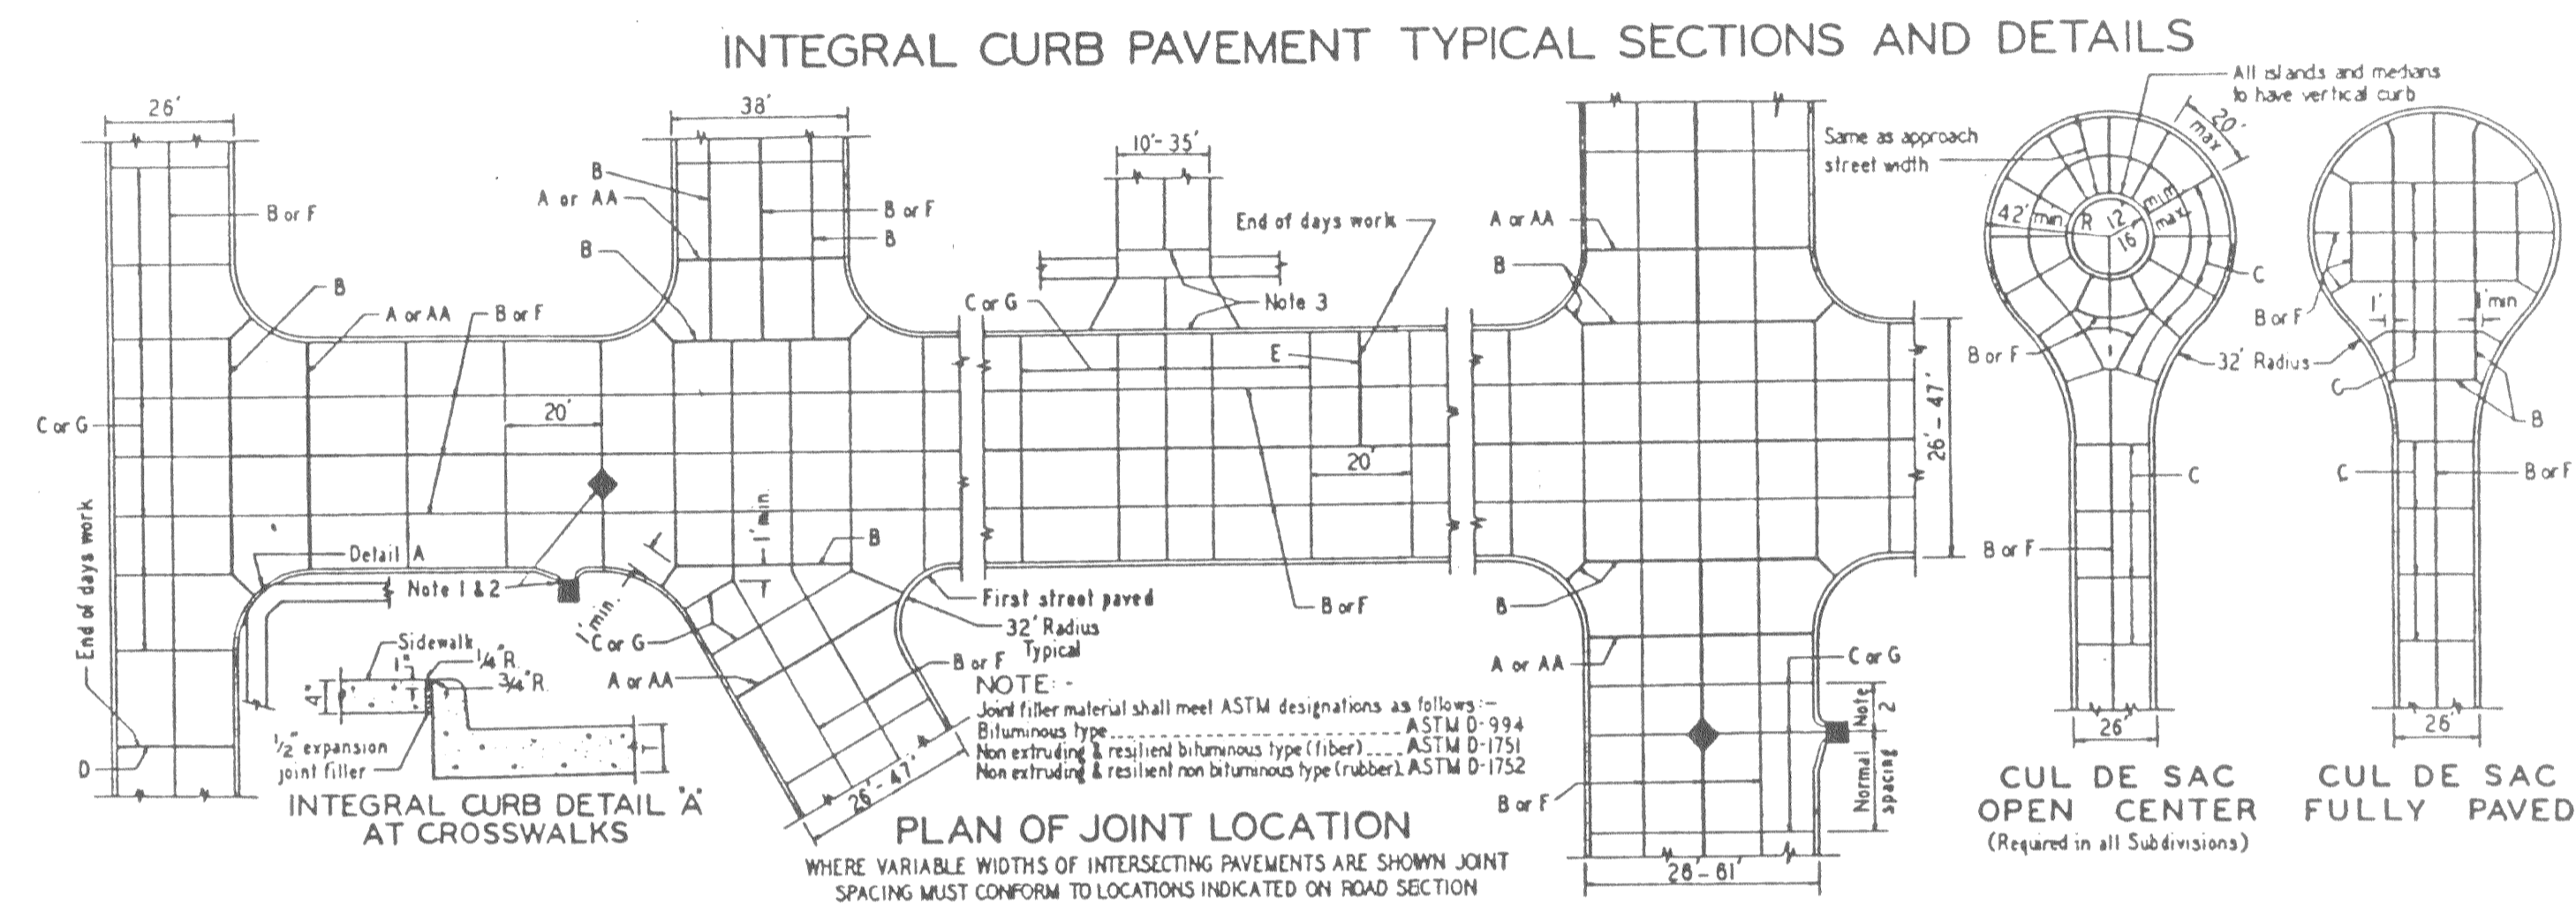 INTEGRAL CURB PAVEMENT TYPICAL SECTIONS AND DETAILS
26'
B or F
B
A or AA
B or F
C or G
20'
End of days work
D
Detail A
Note 1 & 2
38'
B
A or AA
B
B or F
B
1' min.
1' min.
B
C or G
A or AA
B or F
First street paved
32' Radius
Typical
26'-47'
Sidewalk
1"
1/4" R.
3/4" R.
4"
T
1/2" expansion
joint filler
INTEGRAL CURB DETAIL "A"
AT CROSSWALKS
10'-35'
End of days work
C or G
Note 3
E
20'
B or F
NOTE:-
Joint filler material shall meet ASTM designations as follows:-
Bituminous type ASTM D-994
Non extruding & resilient bituminous type (fiber) ASTM D-1751
Non extruding & resilient non bituminous type (rubber) ASTM D-1752
PLAN OF JOINT LOCATION
WHERE VARIABLE WIDTHS OF INTERSECTING PAVEMENTS ARE SHOWN JOINT
SPACING MUST CONFORM TO LOCATIONS INDICATED ON ROAD SECTION
A or AA
B
26'-47'
B
A or AA
C or G
Note 2
Normal
spacing
B or F
26'-61'
All islands and medians
to have vertical curb
Same as approach
street width
20'
max
42' min. R
12' min
16' max
C
B or F
32' Radius
C
B or F
26'
CUL DE SAC
OPEN CENTER
(Required in all Subdivisions)
B or F
1'
1' min
C
B
C
B or F
26'
CUL DE SAC
FULLY PAVED